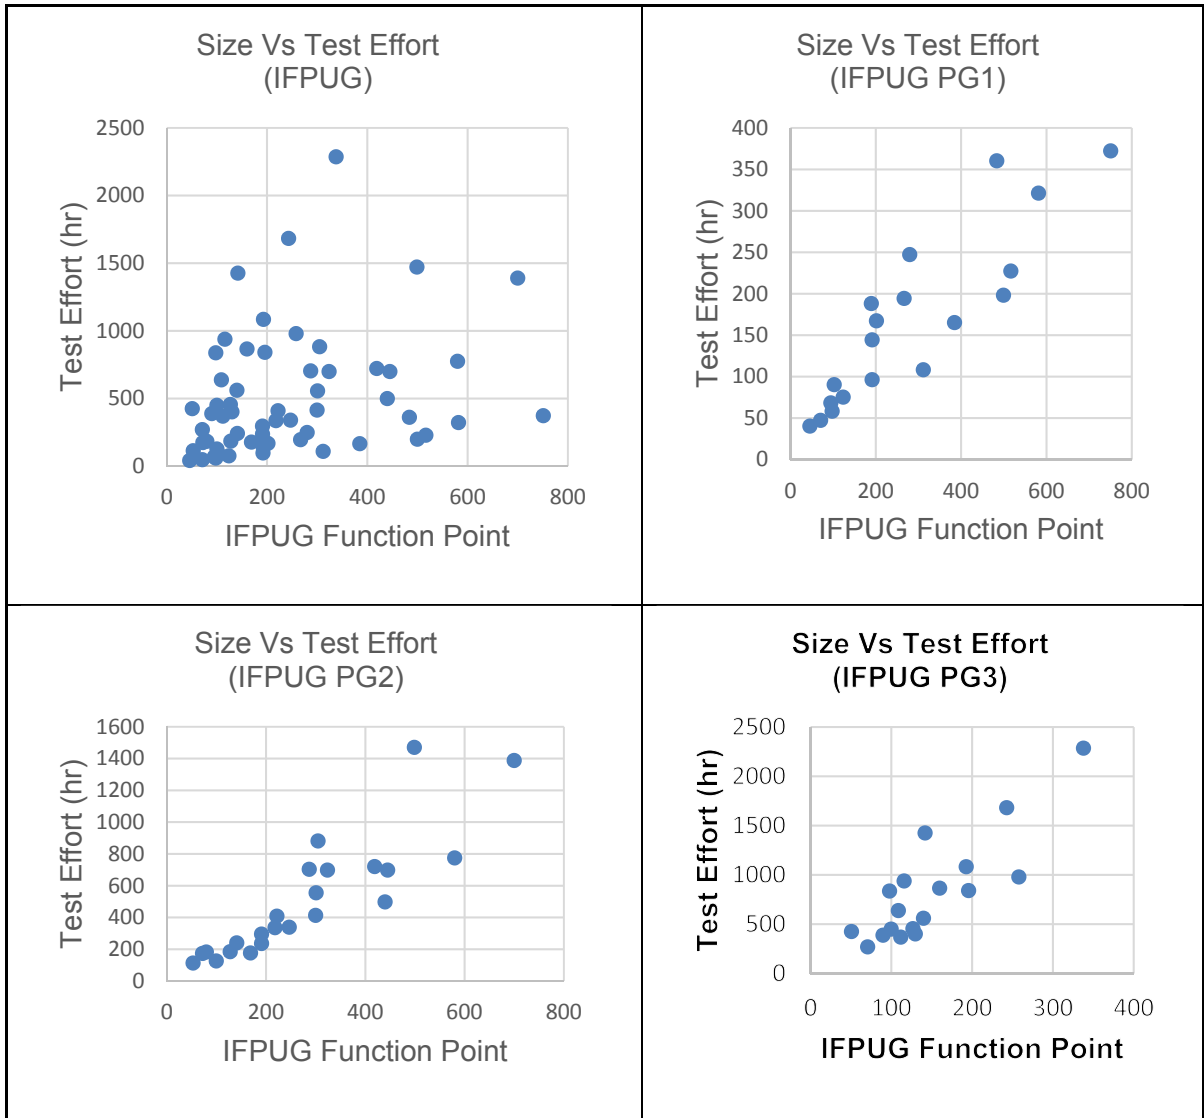 Size Vs Test Effort
(IFPUG)
2500
2000
1500
1000
500
0
0 200 400 600 800
Test Effort (hr)
IFPUG Function Point
Size Vs Test Effort
(IFPUG PG1)
400
350
300
250
200
150
100
50
0
0 200 400 600 800
Test Effort (hr)
IFPUG Function Point
Size Vs Test Effort
(IFPUG PG2)
1600
1400
1200
1000
800
600
400
200
0
0 200 400 600 800
Test Effort (hr)
IFPUG Function Point
Size Vs Test Effort
(IFPUG PG3)
2500
2000
1500
1000
500
0
0 100 200 300 400
Test Effort (hr)
IFPUG Function Point